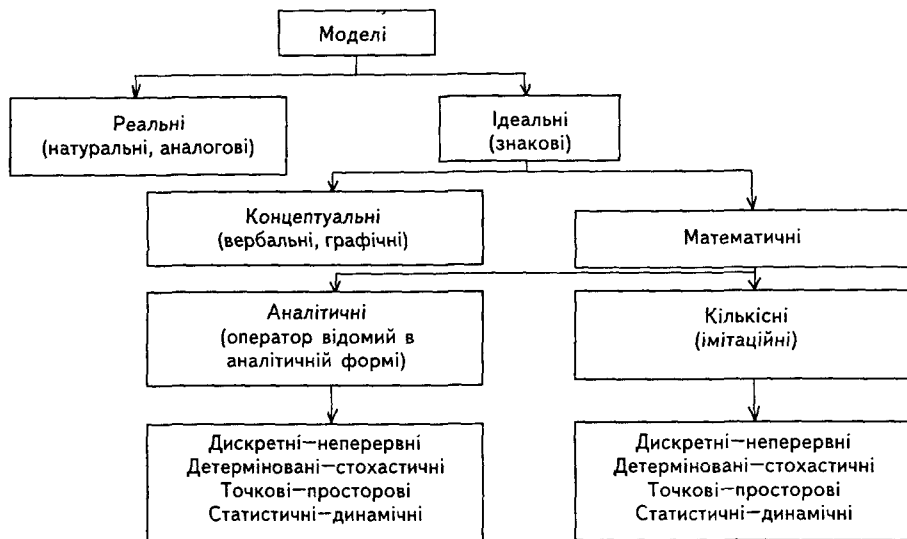 Моделі
Реальні
(натуральні, аналогові)
Ідеальні
(знакові)
Концептуальні
(вербальні, графічні)
Математичні
Аналітичні
(оператор відомий в
аналітичній формі)
Кількісні
(імітаційні)
Дискретні—неперервні
Детерміновані—стохастичні
Точкові—просторові
Статистичні—динамічні
Дискретні—неперервні
Детерміновані—стохастичні
Точкові—просторові
Статистичні—динамічні